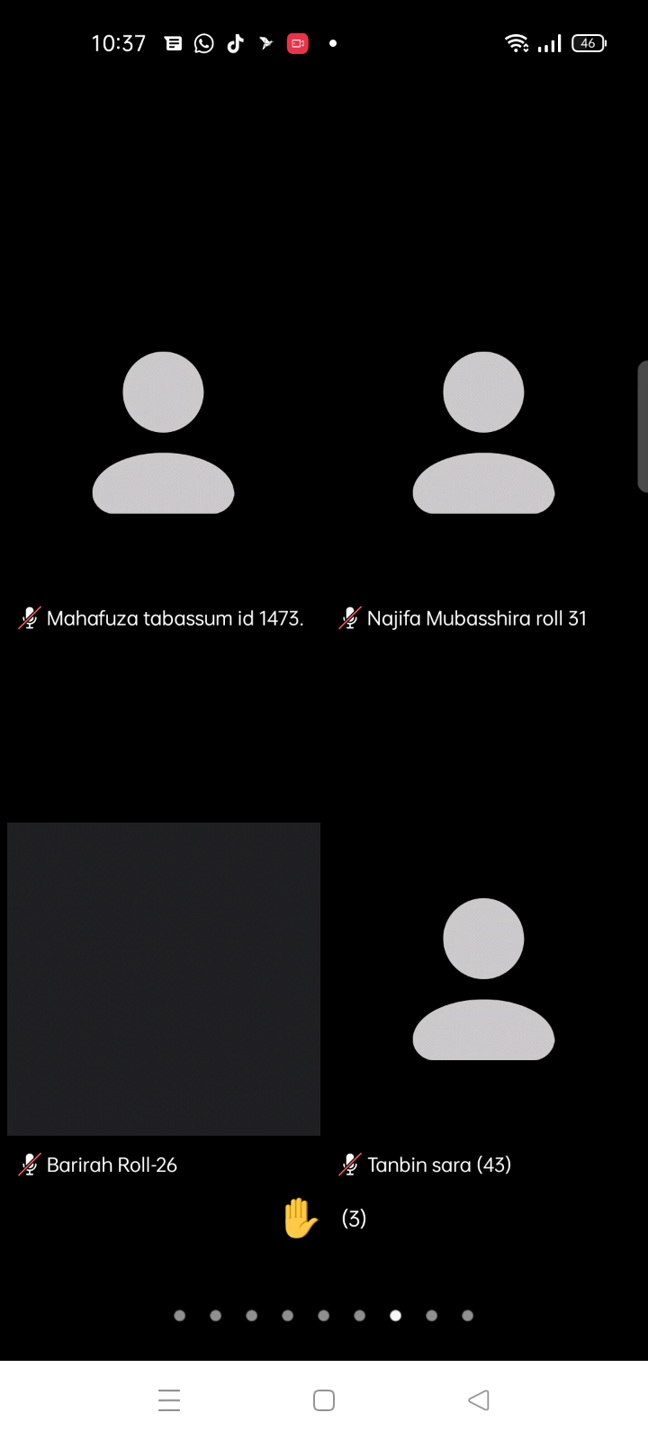 10:37
46
Mahafuza tabassum id 1473.
Najifa Mubasshira roll 31
Barirah Roll-26
Tanbin sara (43)
(3)